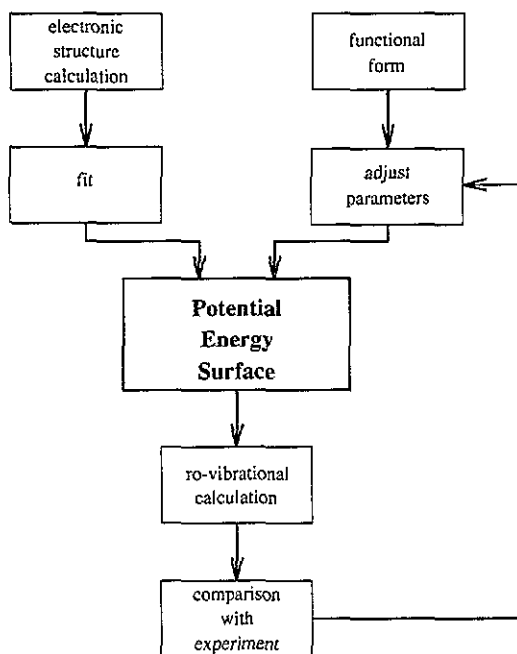 electronic
structure
calculation
functional
form
fit
adjust
parameters
Potential
Energy
Surface
ro-vibrational
calculation
comparison
with
experiment